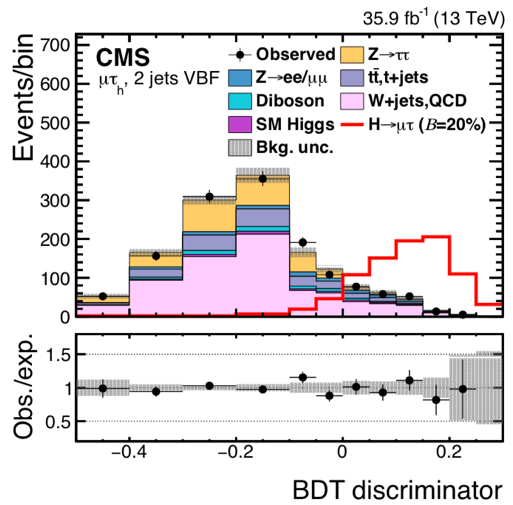 35.9 fb⁻¹ (13 TeV)
CMS
μτₕ, 2 jets VBF
Observed
Z→ττ
Z→ee/μμ
tt̄,t+jets
Diboson
W+jets,QCD
SM Higgs
H→μτ (B=20%)
Bkg. unc.
Events/bin
700
600
500
400
300
200
100
0
Obs./exp.
1.5
1
0.5
−0.4 −0.2 0 0.2
BDT discriminator